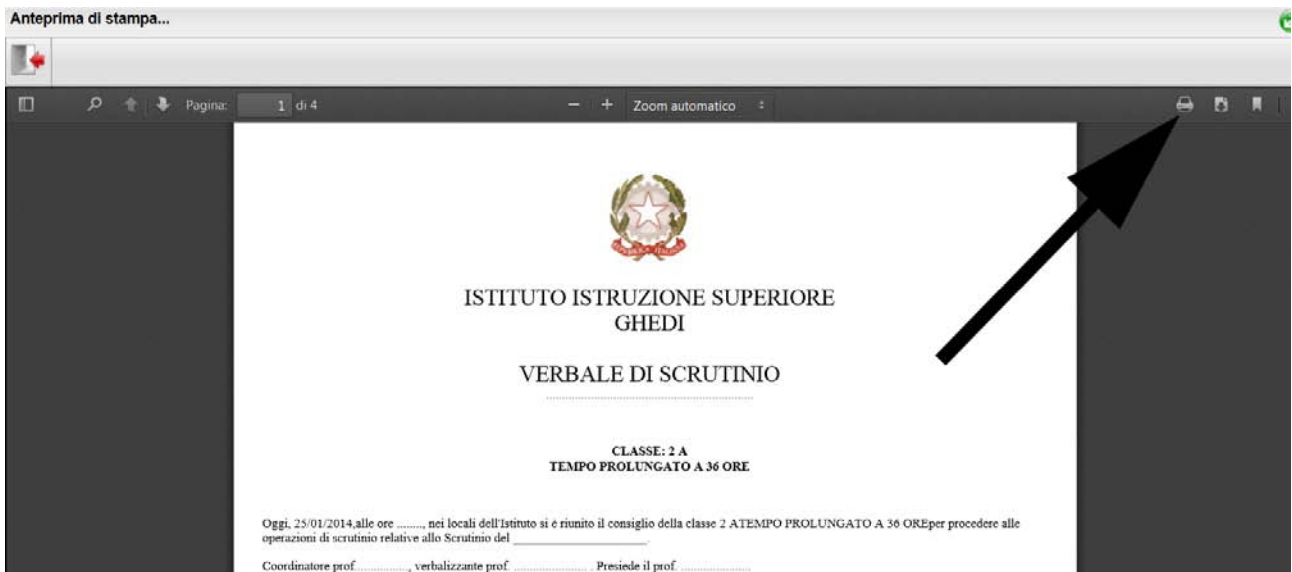 Anteprima di stampa...
Pagina: 1 di 4 Zoom automatico
REPVBBLICA ITALIANA
ISTITUTO ISTRUZIONE SUPERIORE
GHEDI
VERBALE DI SCRUTINIO
CLASSE: 2 A
TEMPO PROLUNGATO A 36 ORE
Oggi, 25/01/2014,alle ore ........, nei locali dell'Istituto si è riunito il consiglio della classe 2 ATEMPO PROLUNGATO A 36 OREper procedere alle
operazioni di scrutinio relative allo Scrutinio del ______________________.
Coordinatore prof................, verbalizzante prof. ...................... . Presiede il prof. .....................